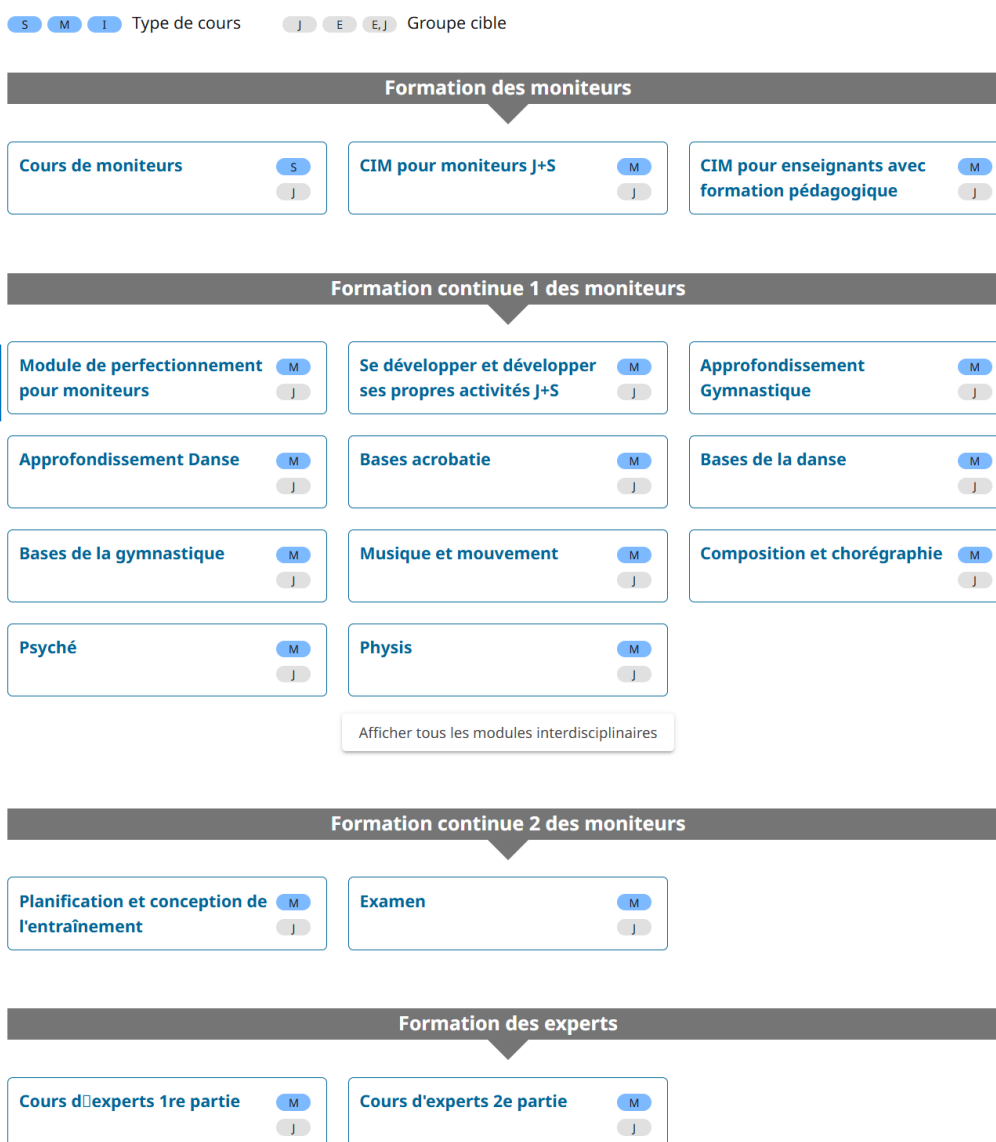 S M I Type de cours J E E, J Groupe cible
Formation des moniteurs
Cours de moniteurs S
J
CIM pour moniteurs J+S M
J
CIM pour enseignants avec M
formation pédagogique J
Formation continue 1 des moniteurs
Module de perfectionnement M
pour moniteurs J
Se développer et développer M
ses propres activités J+S J
Approfondissement M
Gymnastique J
Approfondissement Danse M
J
Bases acrobatie M
J
Bases de la danse M
J
Bases de la gymnastique M
J
Musique et mouvement M
J
Composition et chorégraphie M
J
Psyché M
J
Physis M
J
Afficher tous les modules interdisciplinaires
Formation continue 2 des moniteurs
Planification et conception de M
l'entraînement J
Examen M
J
Formation des experts
Cours d▯experts 1re partie M
J
Cours d'experts 2e partie M
J